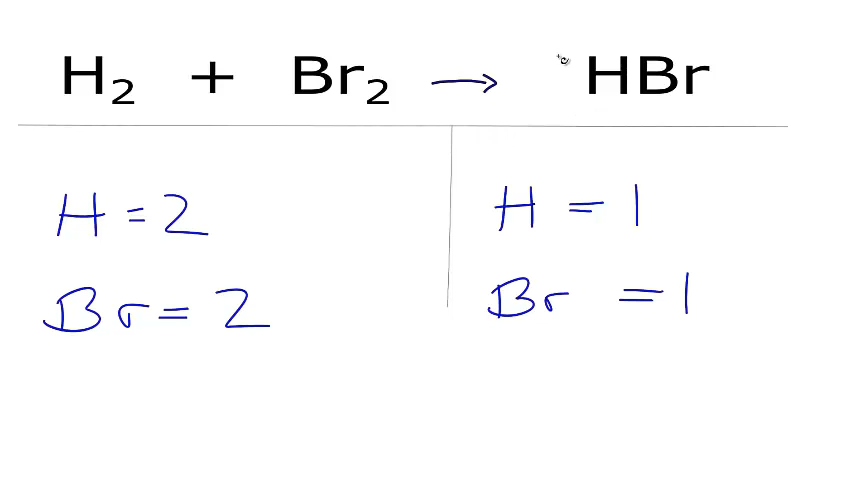 H₂ + Br₂ → HBr
H = 2
H = 1
Br = 2
Br = 1